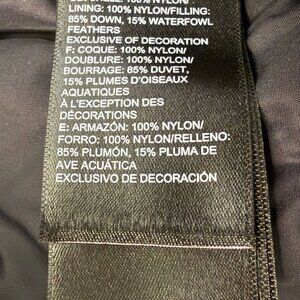 LINING: 100% NYLON/FILLING:
85% DOWN, 15% WATERFOWL
FEATHERS
EXCLUSIVE OF DECORATION
F: COQUE: 100% NYLON/
DOUBLURE: 100% NYLON/
BOURRAGE: 85% DUVET,
15% PLUMES D'OISEAUX
AQUATIQUES
À L'EXCEPTION DES
DÉCORATIONS
E: ARMAZÓN: 100% NYLON/
FORRO: 100% NYLON/RELLENO:
85% PLUMÓN, 15% PLUMA DE
AVE ACUÁTICA
EXCLUSIVO DE DECORACIÓN